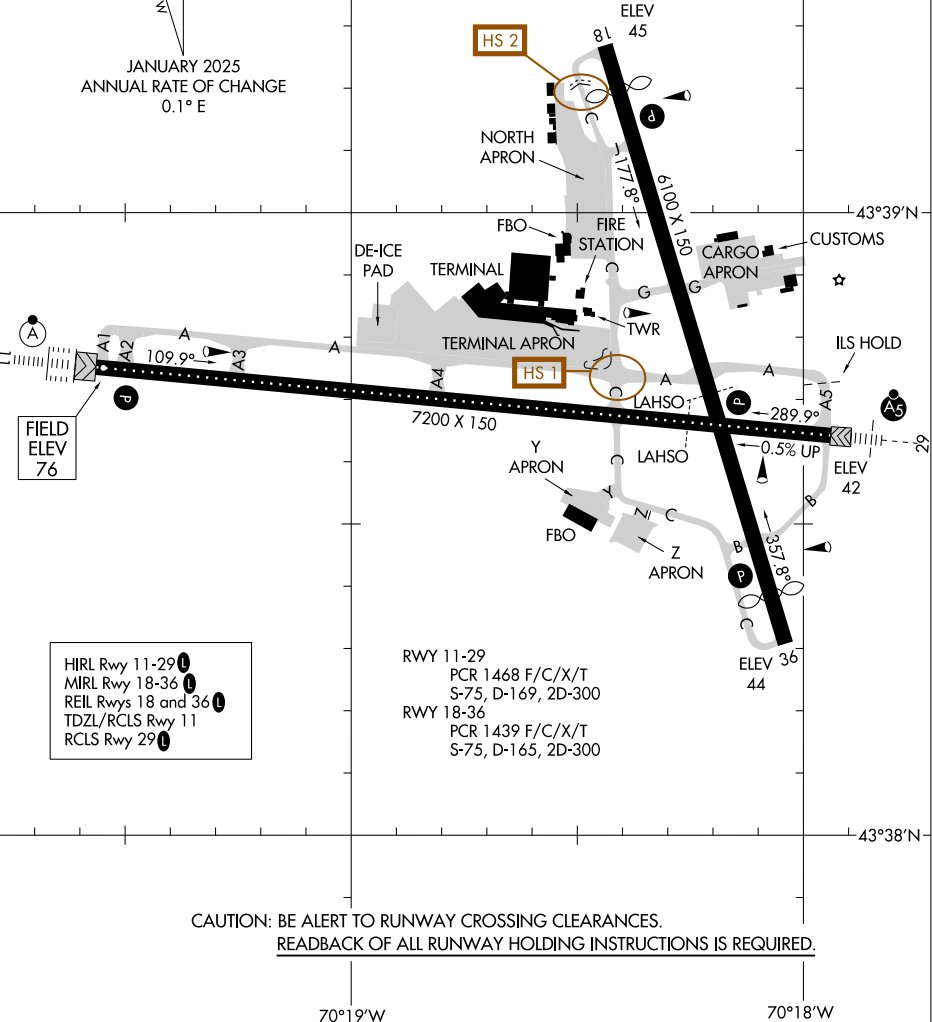 ELEV
45
18
HS 2
JANUARY 2025
ANNUAL RATE OF CHANGE
0.1° E
P
C
NORTH
APRON
177.8°
6100 X 150
43°39'N
FBO
FIRE
STATION
CUSTOMS
CARGO
APRON
DE-ICE
PAD
TERMINAL
C
G
G
TWR
A
TERMINAL APRON
A
A1
A2
109.9°
A3
A
ILS HOLD
HS 1
C
A
A
11
A4
C
A5
LAHSO
P
289.9°
A5
P
7200 X 150
29
FIELD
ELEV
76
0.5% UP
LAHSO
ELEV
42
Y
APRON
C
Y
Z
C
B
FBO
Z
APRON
B
357.8°
P
C
36
ELEV
44
HIRL Rwy 11-29 L
MIRL Rwy 18-36 L
REIL Rwys 18 and 36 L
TDZL/RCLS Rwy 11
RCLS Rwy 29 L
RWY 11-29
PCR 1468 F/C/X/T
S-75, D-169, 2D-300
RWY 18-36
PCR 1439 F/C/X/T
S-75, D-165, 2D-300
43°38'N
CAUTION: BE ALERT TO RUNWAY CROSSING CLEARANCES.
READBACK OF ALL RUNWAY HOLDING INSTRUCTIONS IS REQUIRED.
70°19'W
70°18'W